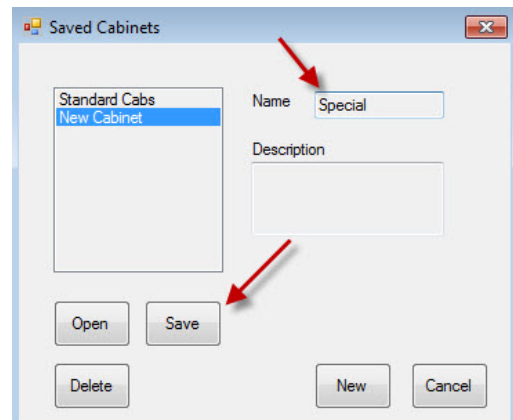 Saved Cabinets
Standard Cabs
New Cabinet
Name
Special
Description
Open
Save
Delete
New
Cancel